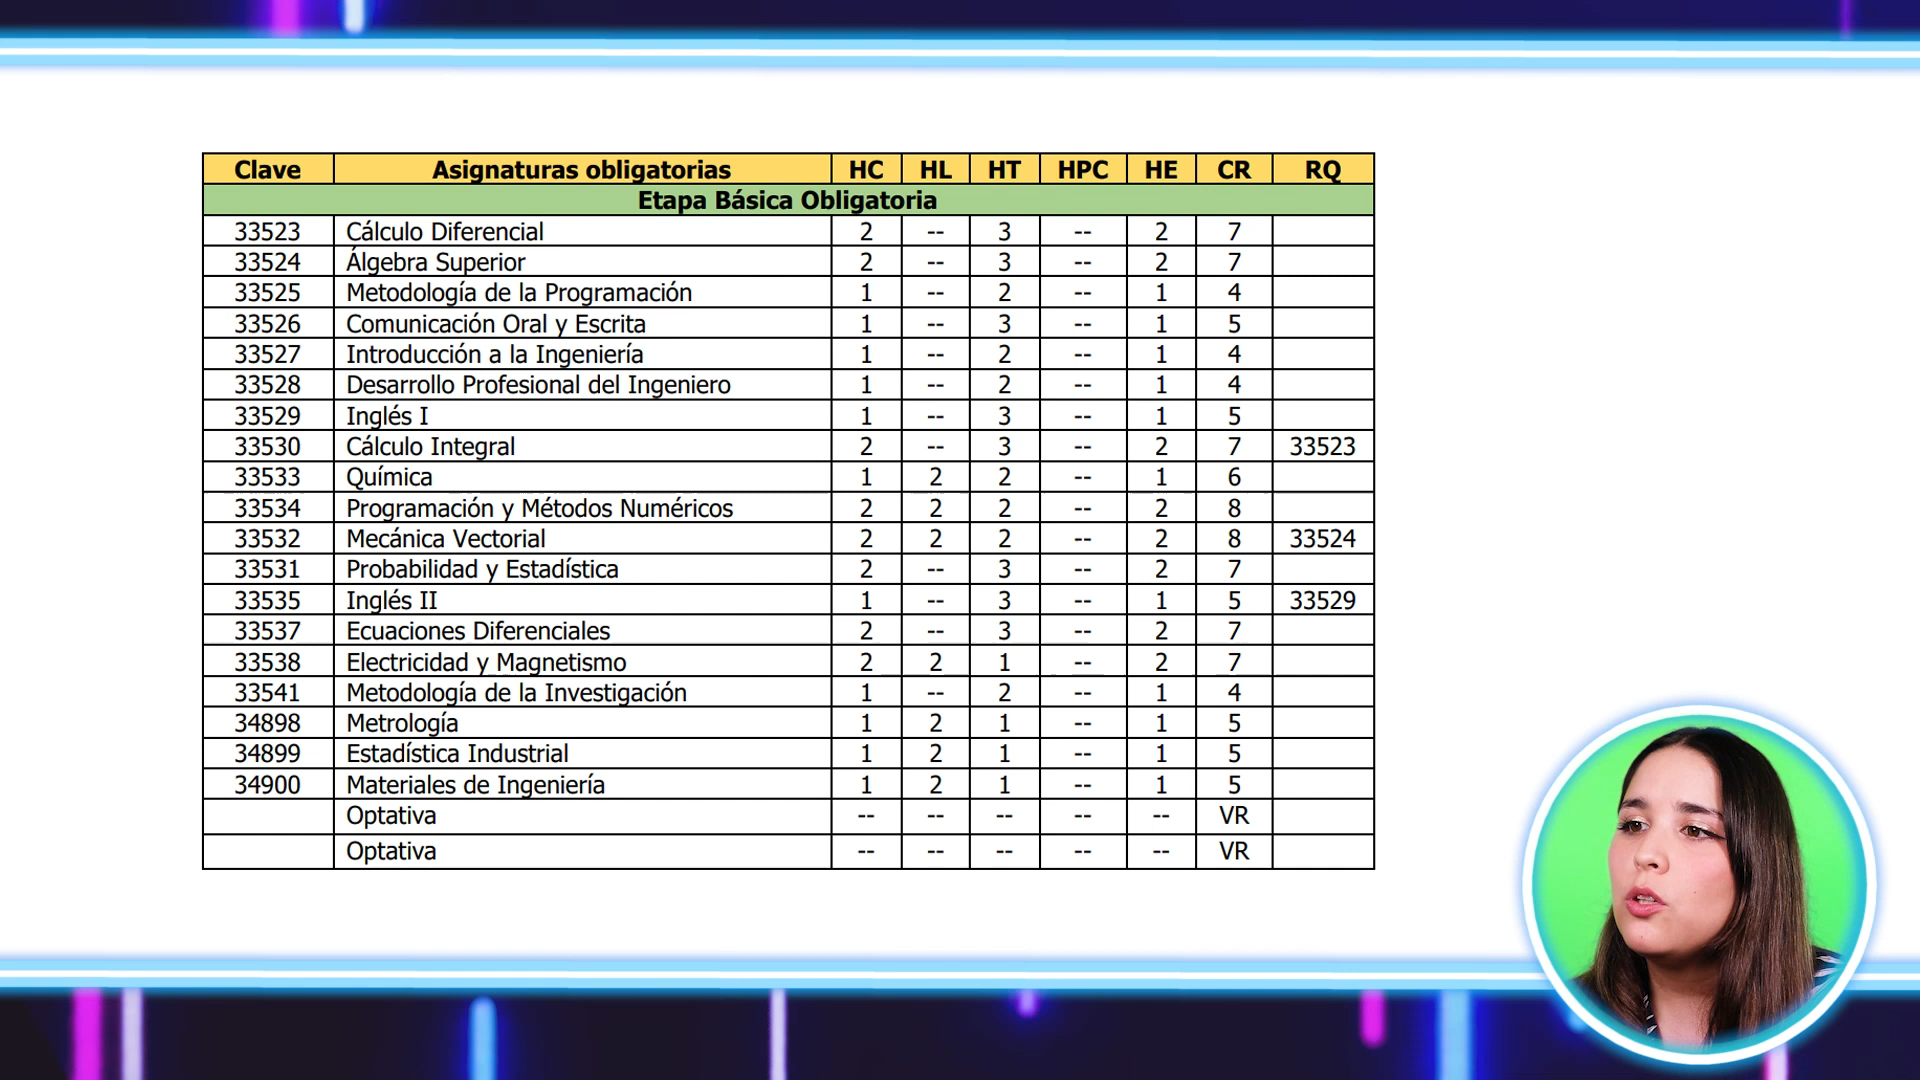 Clave Asignaturas obligatorias HC HL HT HPC HE CR RQ
Etapa Básica Obligatoria
33523 Cálculo Diferencial 2 -- 3 -- 2 7
33524 Álgebra Superior 2 -- 3 -- 2 7
33525 Metodología de la Programación 1 -- 2 -- 1 4
33526 Comunicación Oral y Escrita 1 -- 3 -- 1 5
33527 Introducción a la Ingeniería 1 -- 2 -- 1 4
33528 Desarrollo Profesional del Ingeniero 1 -- 2 -- 1 4
33529 Inglés I 1 -- 3 -- 1 5
33530 Cálculo Integral 2 -- 3 -- 2 7 33523
33533 Química 1 2 2 -- 1 6
33534 Programación y Métodos Numéricos 2 2 2 -- 2 8
33532 Mecánica Vectorial 2 2 2 -- 2 8 33524
33531 Probabilidad y Estadística 2 -- 3 -- 2 7
33535 Inglés II 1 -- 3 -- 1 5 33529
33537 Ecuaciones Diferenciales 2 -- 3 -- 2 7
33538 Electricidad y Magnetismo 2 2 1 -- 2 7
33541 Metodología de la Investigación 1 -- 2 -- 1 4
34898 Metrología 1 2 1 -- 1 5
34899 Estadística Industrial 1 2 1 -- 1 5
34900 Materiales de Ingeniería 1 2 1 -- 1 5
Optativa -- -- -- -- -- VR
Optativa -- -- -- -- -- VR